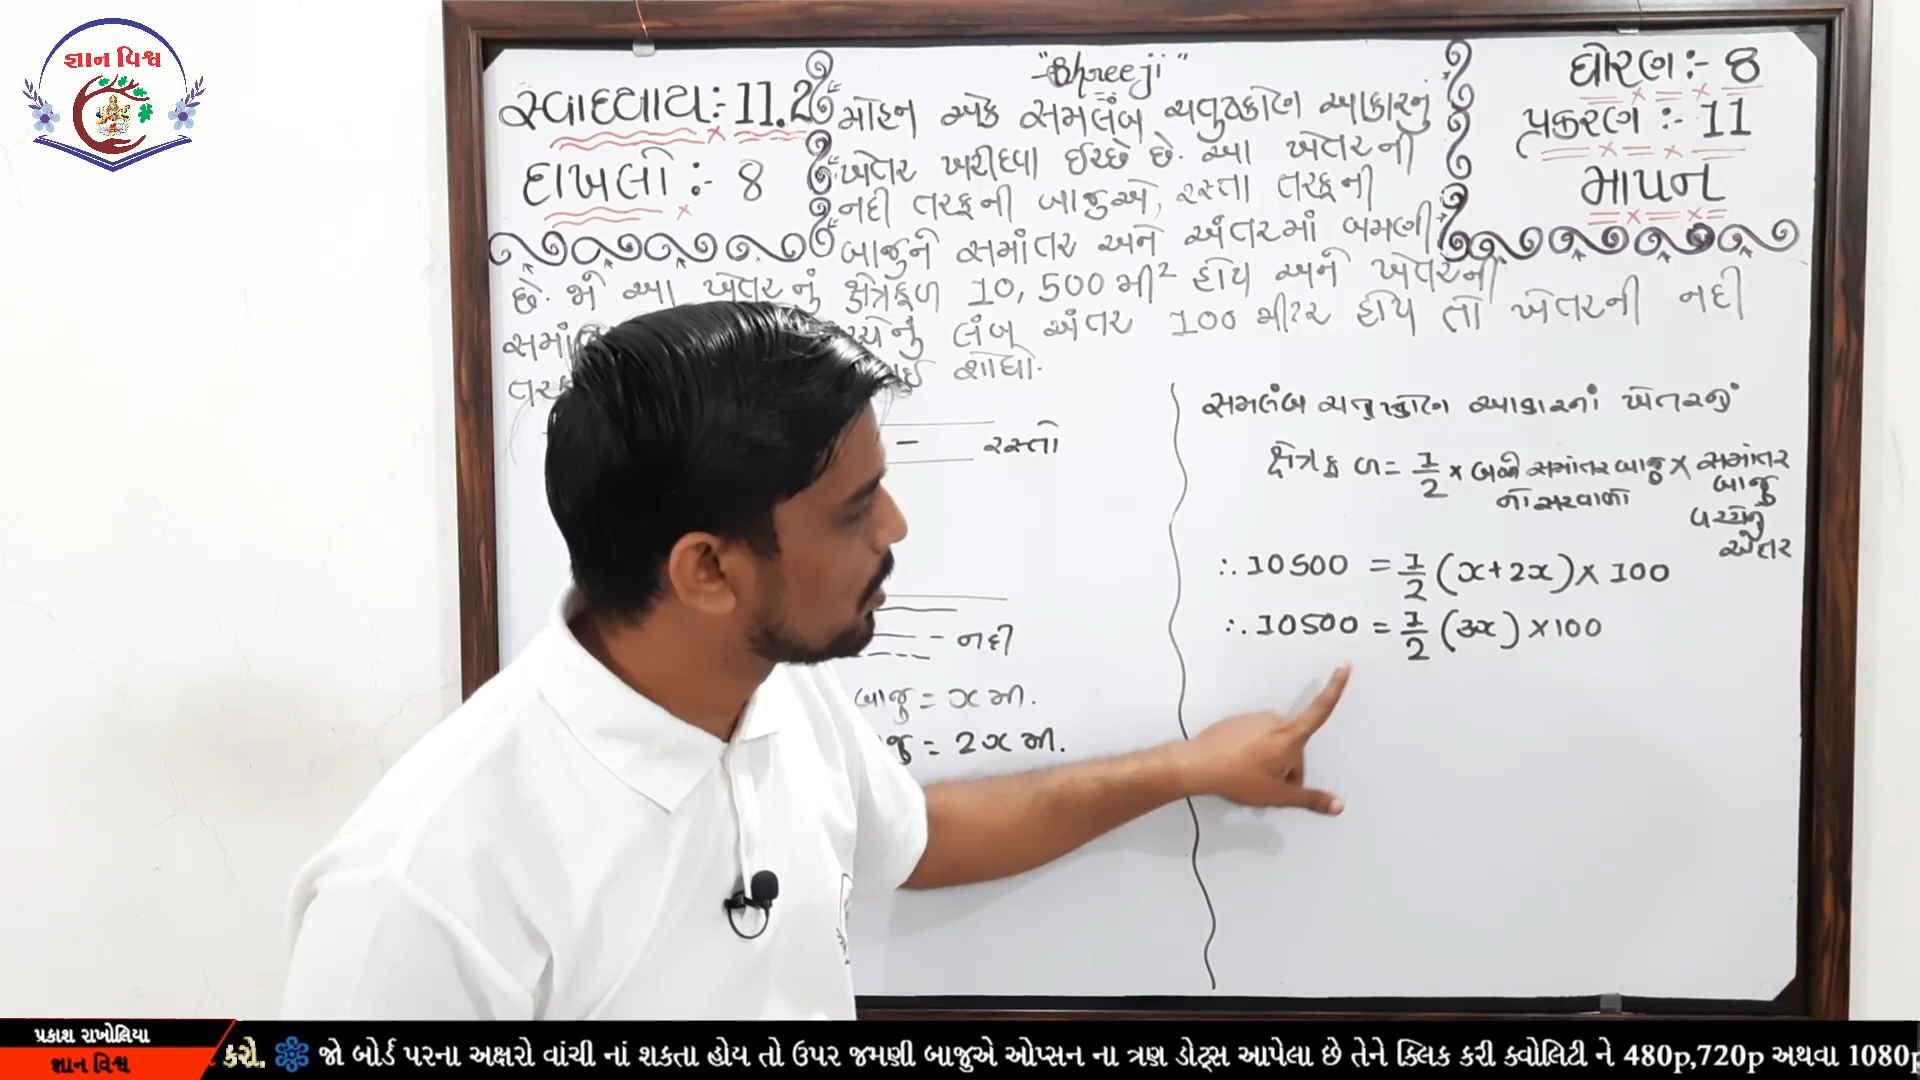 જ્ઞાન વિશ્વ
"Shreeji"
સ્વાધ્યાય:- 11.2
દાખલો :- 8
ધોરણ :- 8
પ્રકરણ :- 11
માપન
મોહન એક સમલંબ ચતુષ્કોણ આકારનું
ખેતર ખરીદવા ઈચ્છે છે. આ ખેતરની
નદી તરફની બાજુએ, રસ્તા તરફની
બાજુને સમાંતર અને અંતરમાં બમણી
છે. જો આ ખેતરનું ક્ષેત્રફળ 10,500 મી² હોય અને ખેતરની
લંબ અંતર 100 મીટર હોય તો ખેતરની નદી
શોધો.
રસ્તો
નદી
બાજુ = x મી.
= 2x મી.
સમલંબ ચતુષ્કોણ આકારનાં ખેતરનું
ક્ષેત્રફળ = 1/2 × બંને સમાંતર બાજુ × સમાંતર
નો સરવાળો બાજુ
વચ્ચેનું
અંતર
∴ 10500 = 1/2 (x+2x) × 100
∴ 10500 = 1/2 (3x) × 100
પ્રકાશ રાખોલિયા
જ્ઞાન વિશ્વ
કરો. જો બોર્ડ પરના અક્ષરો વાંચી નાં શકતા હોય તો ઉપર જમણી બાજુએ ઓપ્સન ના ત્રણ ડોટ્સ આપેલા છે તેને ક્લિક કરી ક્વોલિટી ને 480p,720p અથવા 1080p